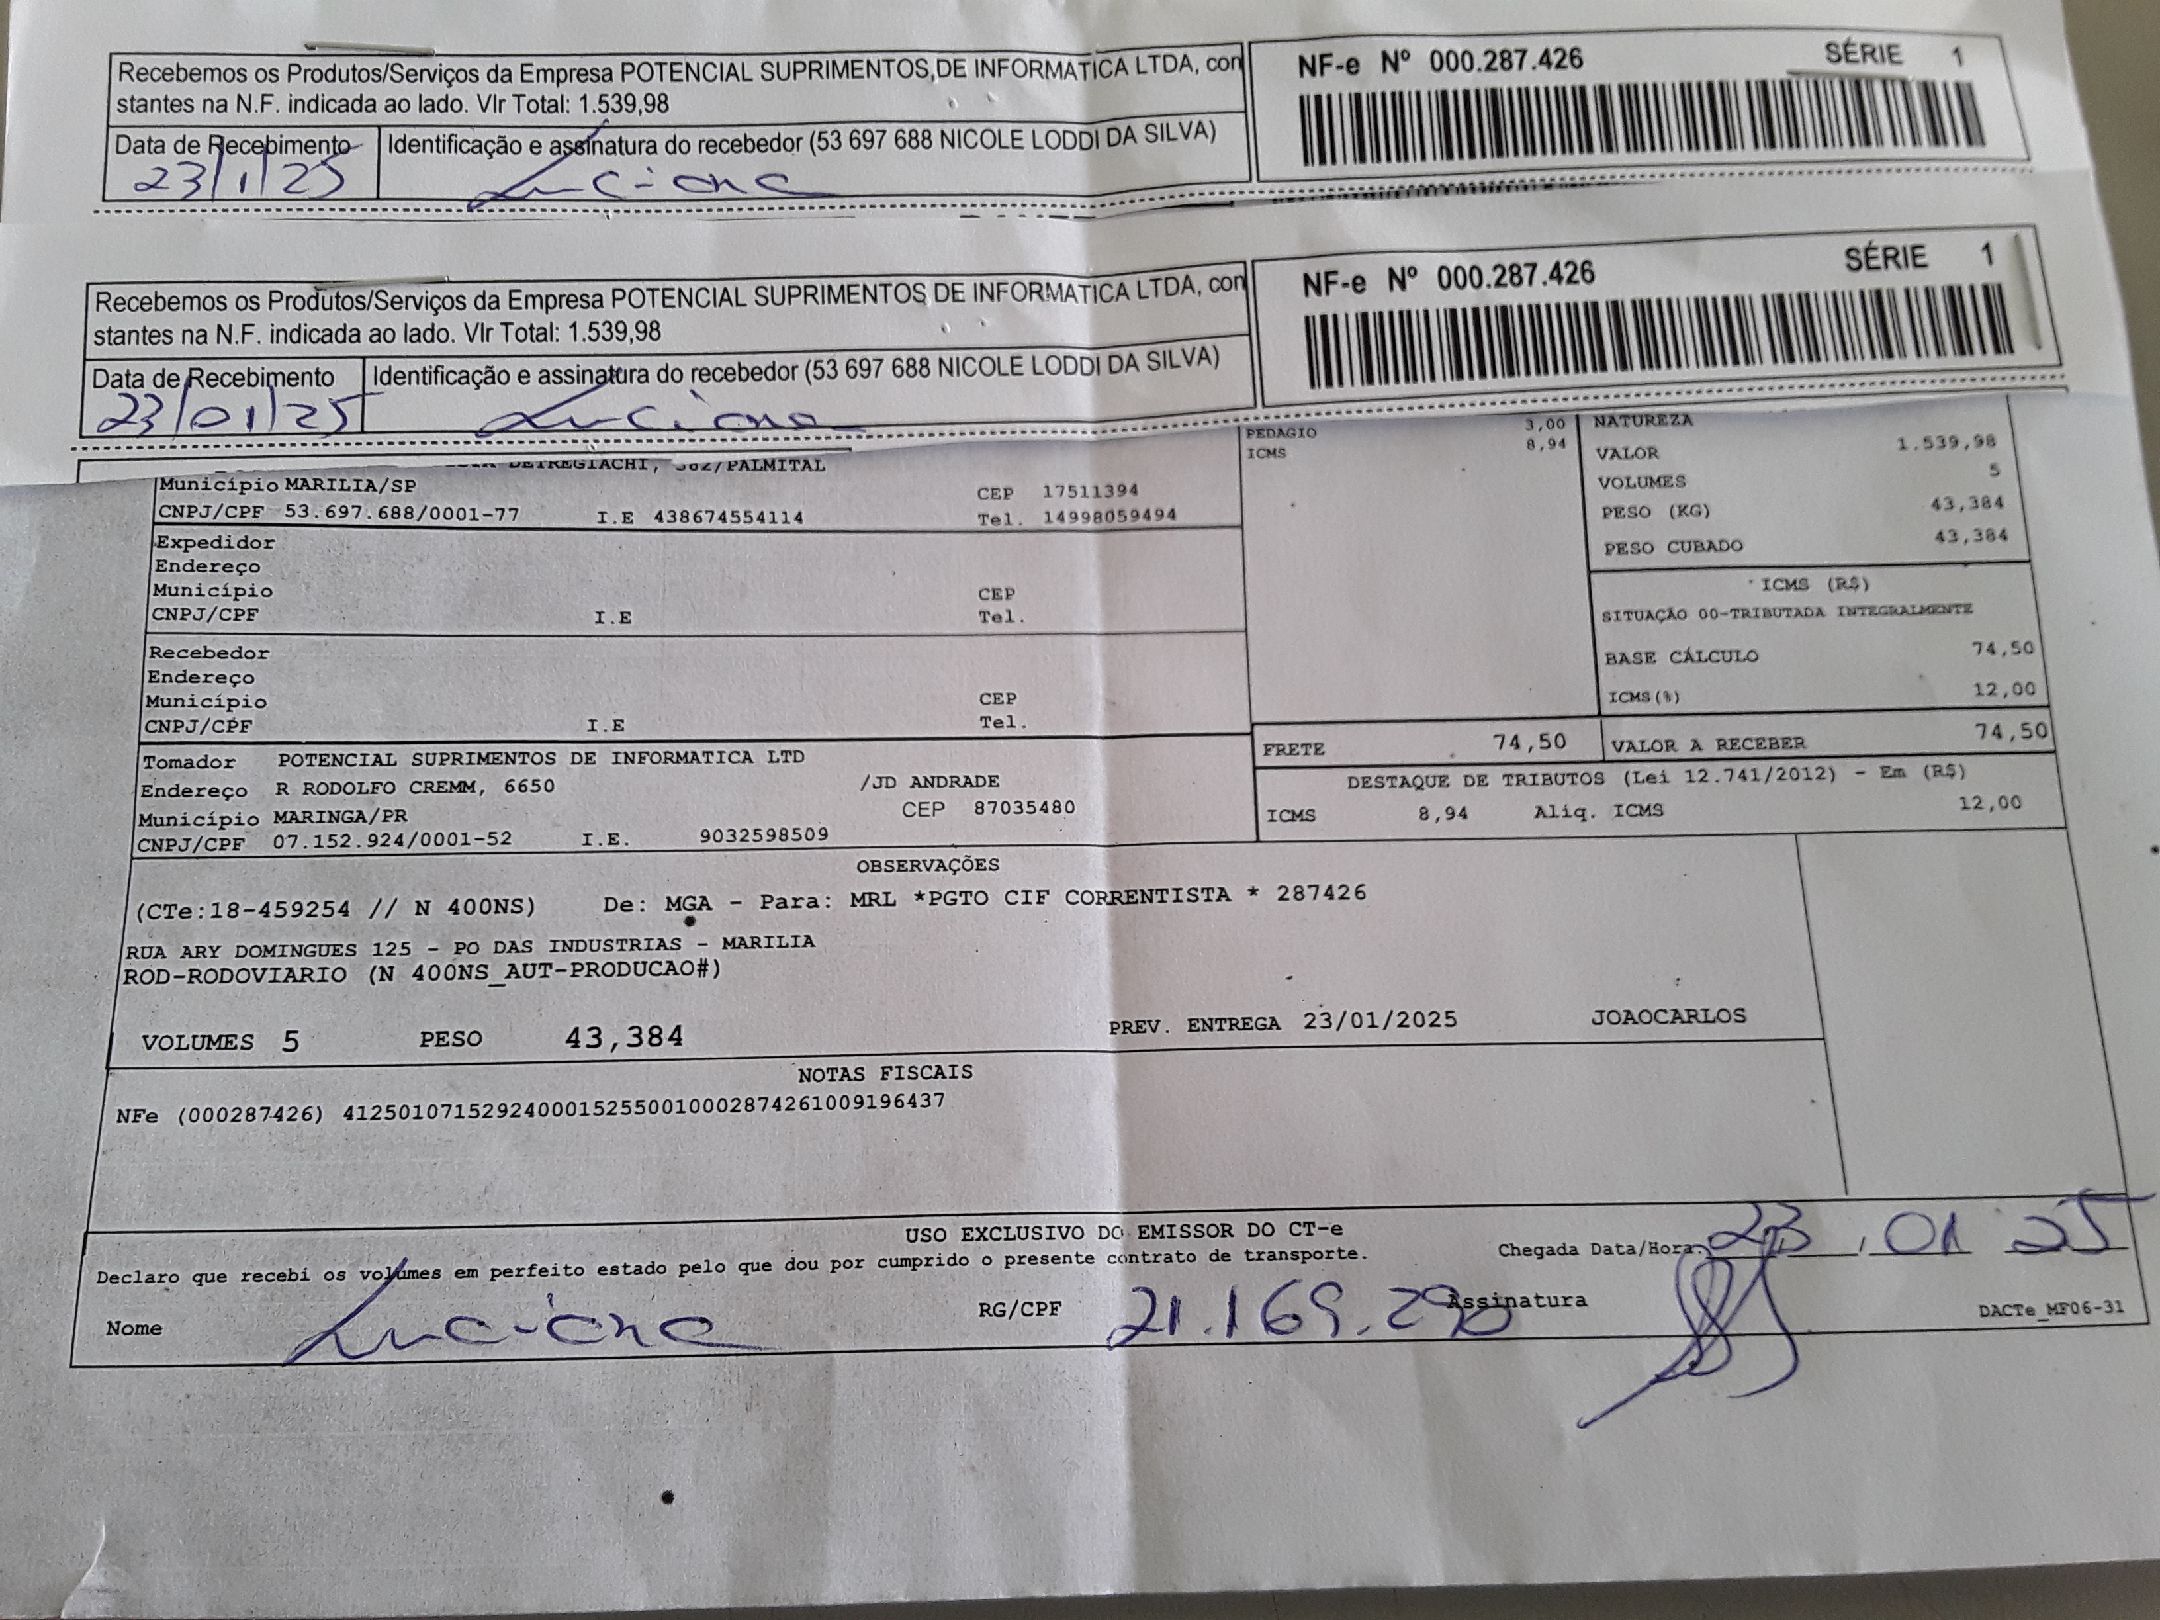 Recebemos os Produtos/Serviços da Empresa POTENCIAL SUPRIMENTOS DE INFORMATICA LTDA, con
stantes na N.F. indicada ao lado. Vlr Total: 1.539,98
Data de Recebimento Identificação e assinatura do recebedor (53 697 688 NICOLE LODDI DA SILVA)
23/1/25 Luciana
NF-e Nº 000.287.426 SÉRIE 1
Recebemos os Produtos/Serviços da Empresa POTENCIAL SUPRIMENTOS DE INFORMATICA LTDA, con
stantes na N.F. indicada ao lado. Vlr Total: 1.539,98
Data de Recebimento Identificação e assinatura do recebedor (53 697 688 NICOLE LODDI DA SILVA)
23/01/25 Luciana
NF-e Nº 000.287.426 SÉRIE 1
/PALMITAL
Município MARILIA/SP CEP 17511394
CNPJ/CPF 53.697.688/0001-77 I.E 438674554114 Tel. 14998059494
Expedidor
Endereço
Município CEP
CNPJ/CPF I.E Tel.
Recebedor
Endereço
Município CEP
CNPJ/CPF I.E Tel.
Tomador POTENCIAL SUPRIMENTOS DE INFORMATICA LTD
Endereço R RODOLFO CREMM, 6650 /JD ANDRADE
Município MARINGA/PR CEP 87035480
CNPJ/CPF 07.152.924/0001-52 I.E. 9032598509
PEDAGIO 3,00
ICMS 8,94
NATUREZA
VALOR 1.539,98
VOLUMES 5
PESO (KG) 43,384
PESO CUBADO 43,384
ICMS (R$)
SITUAÇÃO 00-TRIBUTADA INTEGRALMENTE
BASE CÁLCULO 74,50
ICMS(%) 12,00
FRETE 74,50 VALOR A RECEBER 74,50
DESTAQUE DE TRIBUTOS (Lei 12.741/2012) - Em (R$)
ICMS 8,94 Aliq. ICMS 12,00
OBSERVAÇÕES
(CTe:18-459254 // N 400NS) De: MGA - Para: MRL *PGTO CIF CORRENTISTA * 287426
RUA ARY DOMINGUES 125 - PO DAS INDUSTRIAS - MARILIA
ROD-RODOVIARIO (N 400NS_AUT-PRODUCAO#)
VOLUMES 5 PESO 43,384 PREV. ENTREGA 23/01/2025 JOAOCARLOS
NOTAS FISCAIS
NFe (000287426) 41250107152924000152550010002874261009196437
USO EXCLUSIVO DO EMISSOR DO CT-e
Declaro que recebi os volumes em perfeito estado pelo que dou por cumprido o presente contrato de transporte. Chegada Data/Hora: 23, 01 25
Nome Luciana RG/CPF 21.169.290 Assinatura
DACTe_MF06-31